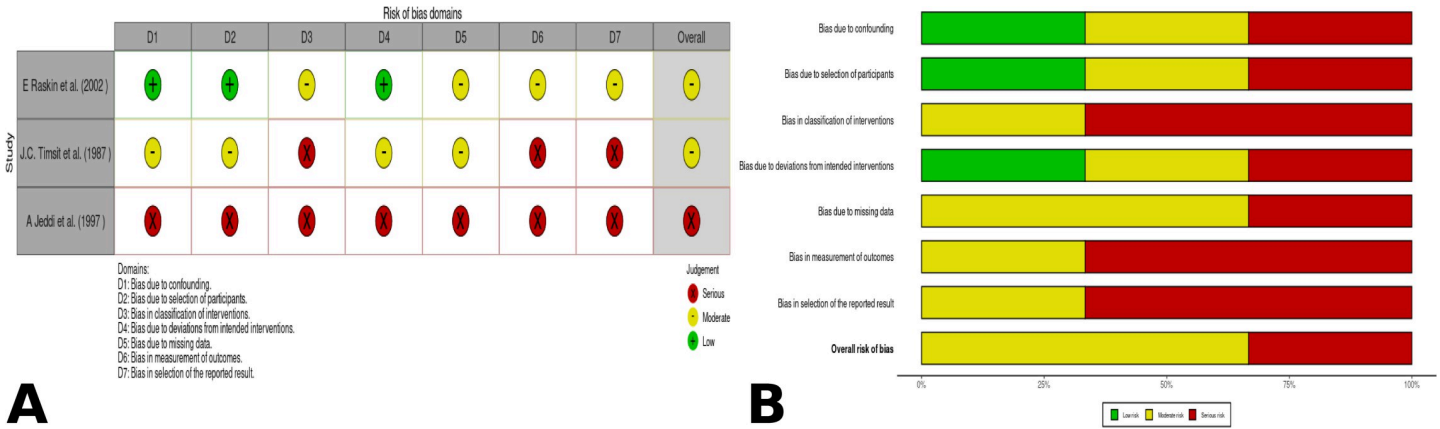 Risk of bias domains
D1 D2 D3 D4 D5 D6 D7 Overall
Study
E Raskin et al. (2002 ) + + - + - - - -
J.C. Timsit et al. (1987 ) - - X - - X X -
A Jeddi et al. (1997 ) X X X X X X X X
Domains:
D1: Bias due to confounding.
D2: Bias due to selection of participants.
D3: Bias in classification of interventions.
D4: Bias due to deviations from intended interventions.
D5: Bias due to missing data.
D6: Bias in measurement of outcomes.
D7: Bias in selection of the reported result.
Judgement
X Serious
- Moderate
+ Low
A
Bias due to confounding
Bias due to selection of participants
Bias in classification of interventions
Bias due to deviations from intended interventions
Bias due to missing data
Bias in measurement of outcomes
Bias in selection of the reported result
Overall risk of bias
0% 25% 50% 75% 100%
Low risk Moderate risk Serious risk
B